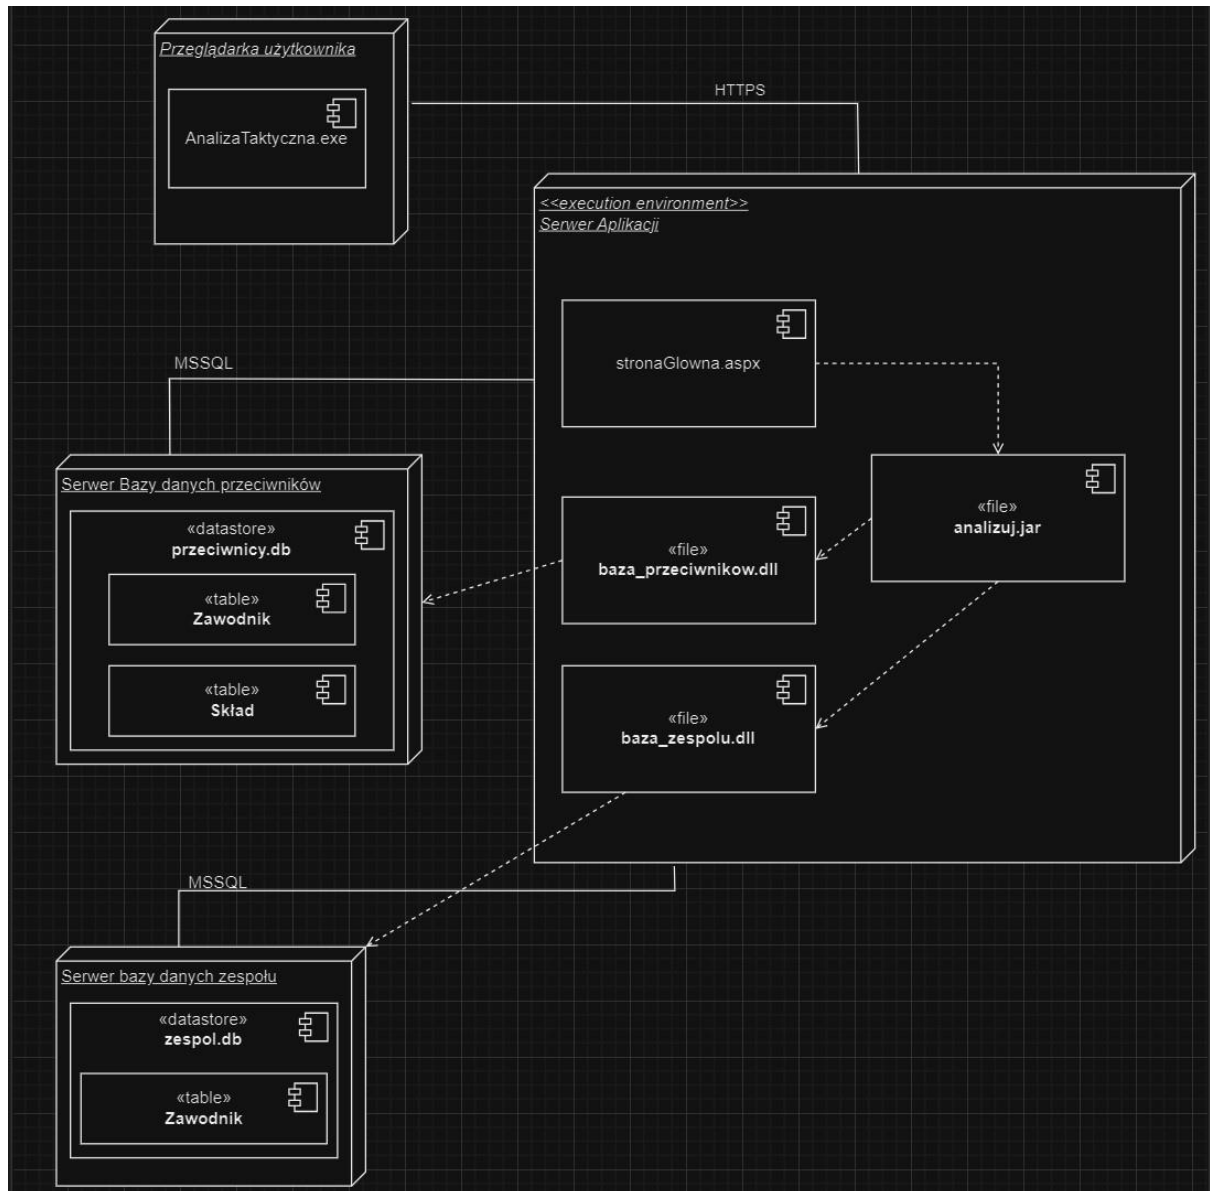 Przeglądarka użytkownika
AnalizaTaktyczna.exe
HTTPS
<<execution environment>>
Serwer Aplikacji
stronaGlowna.aspx
MSSQL
«file»
analizuj.jar
Serwer Bazy danych przeciwników
«datastore»
przeciwnicy.db
«table»
Zawodnik
«table»
Skład
«file»
baza_przeciwnikow.dll
«file»
baza_zespolu.dll
MSSQL
Serwer bazy danych zespołu
«datastore»
zespol.db
«table»
Zawodnik